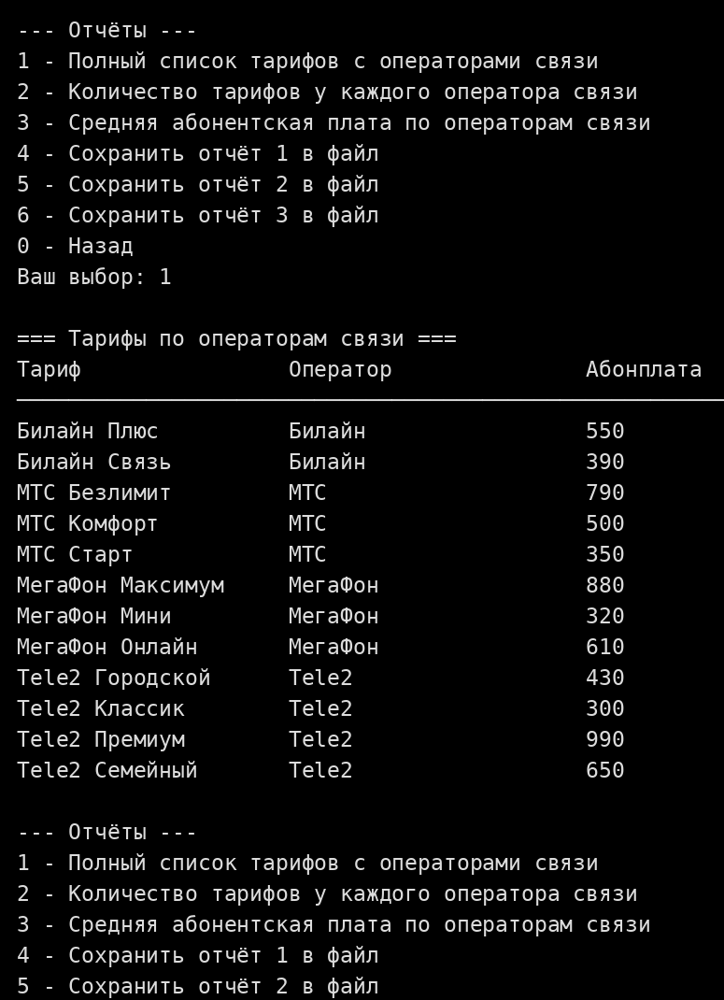 --- Отчёты ---
1 - Полный список тарифов с операторами связи
2 - Количество тарифов у каждого оператора связи
3 - Средняя абонентская плата по операторам связи
4 - Сохранить отчёт 1 в файл
5 - Сохранить отчёт 2 в файл
6 - Сохранить отчёт 3 в файл
0 - Назад
Ваш выбор: 1
=== Тарифы по операторам связи ===
Тариф Оператор Абонплата
Билайн Плюс Билайн 550
Билайн Связь Билайн 390
МТС Безлимит МТС 790
МТС Комфорт МТС 500
МТС Старт МТС 350
МегаФон Максимум МегаФон 880
МегаФон Мини МегаФон 320
МегаФон Онлайн МегаФон 610
Tele2 Городской Tele2 430
Tele2 Классик Tele2 300
Tele2 Премиум Tele2 990
Tele2 Семейный Tele2 650
--- Отчёты ---
1 - Полный список тарифов с операторами связи
2 - Количество тарифов у каждого оператора связи
3 - Средняя абонентская плата по операторам связи
4 - Сохранить отчёт 1 в файл
5 - Сохранить отчёт 2 в файл